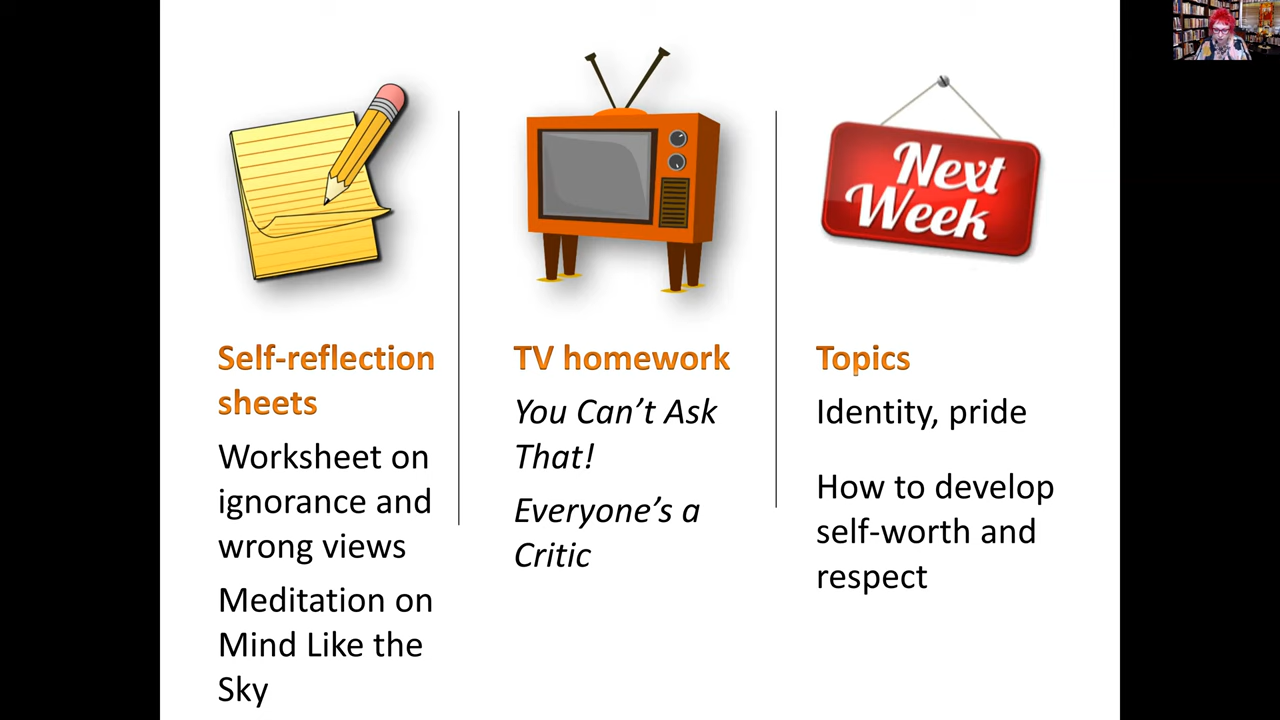 Next
Week
Self-reflection
sheets
Worksheet on
ignorance and
wrong views
Meditation on
Mind Like the
Sky
TV homework
You Can't Ask
That!
Everyone's a
Critic
Topics
Identity, pride
How to develop
self-worth and
respect